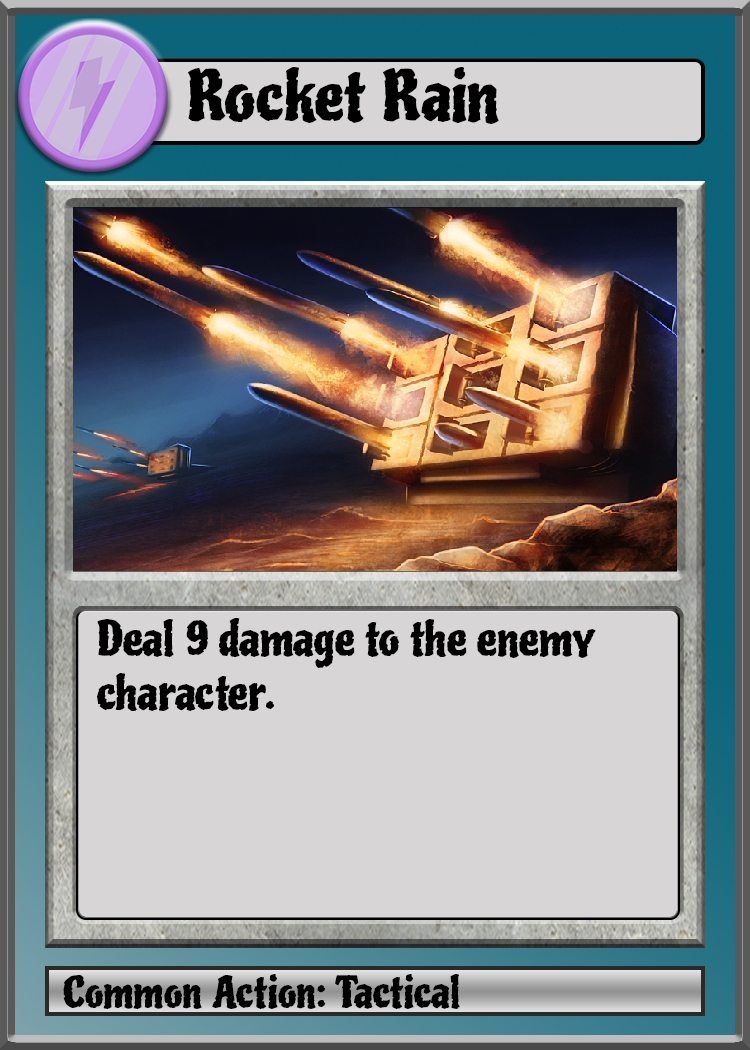 Rocket Rain
Deal 9 damage to the enemy
character.
Common Action: Tactical